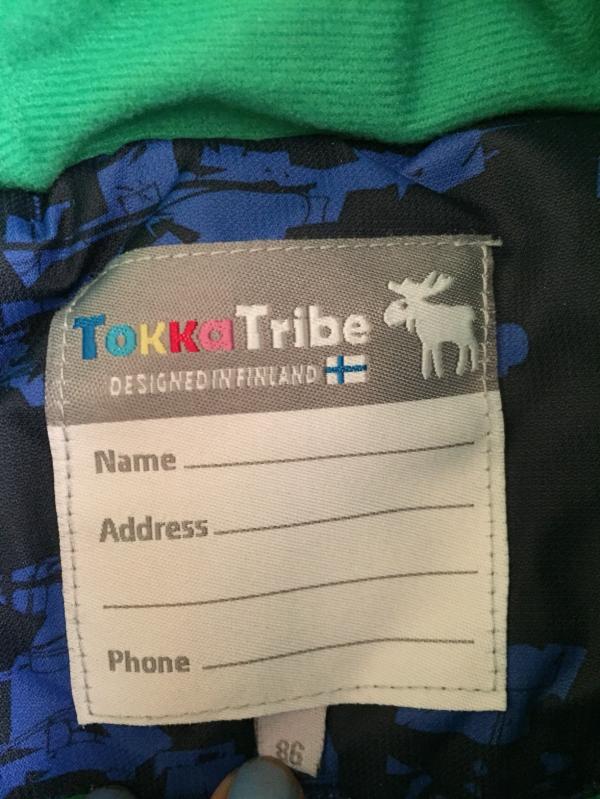 TokkaTribe
DESIGNED IN FINLAND
Name
Address
Phone
86